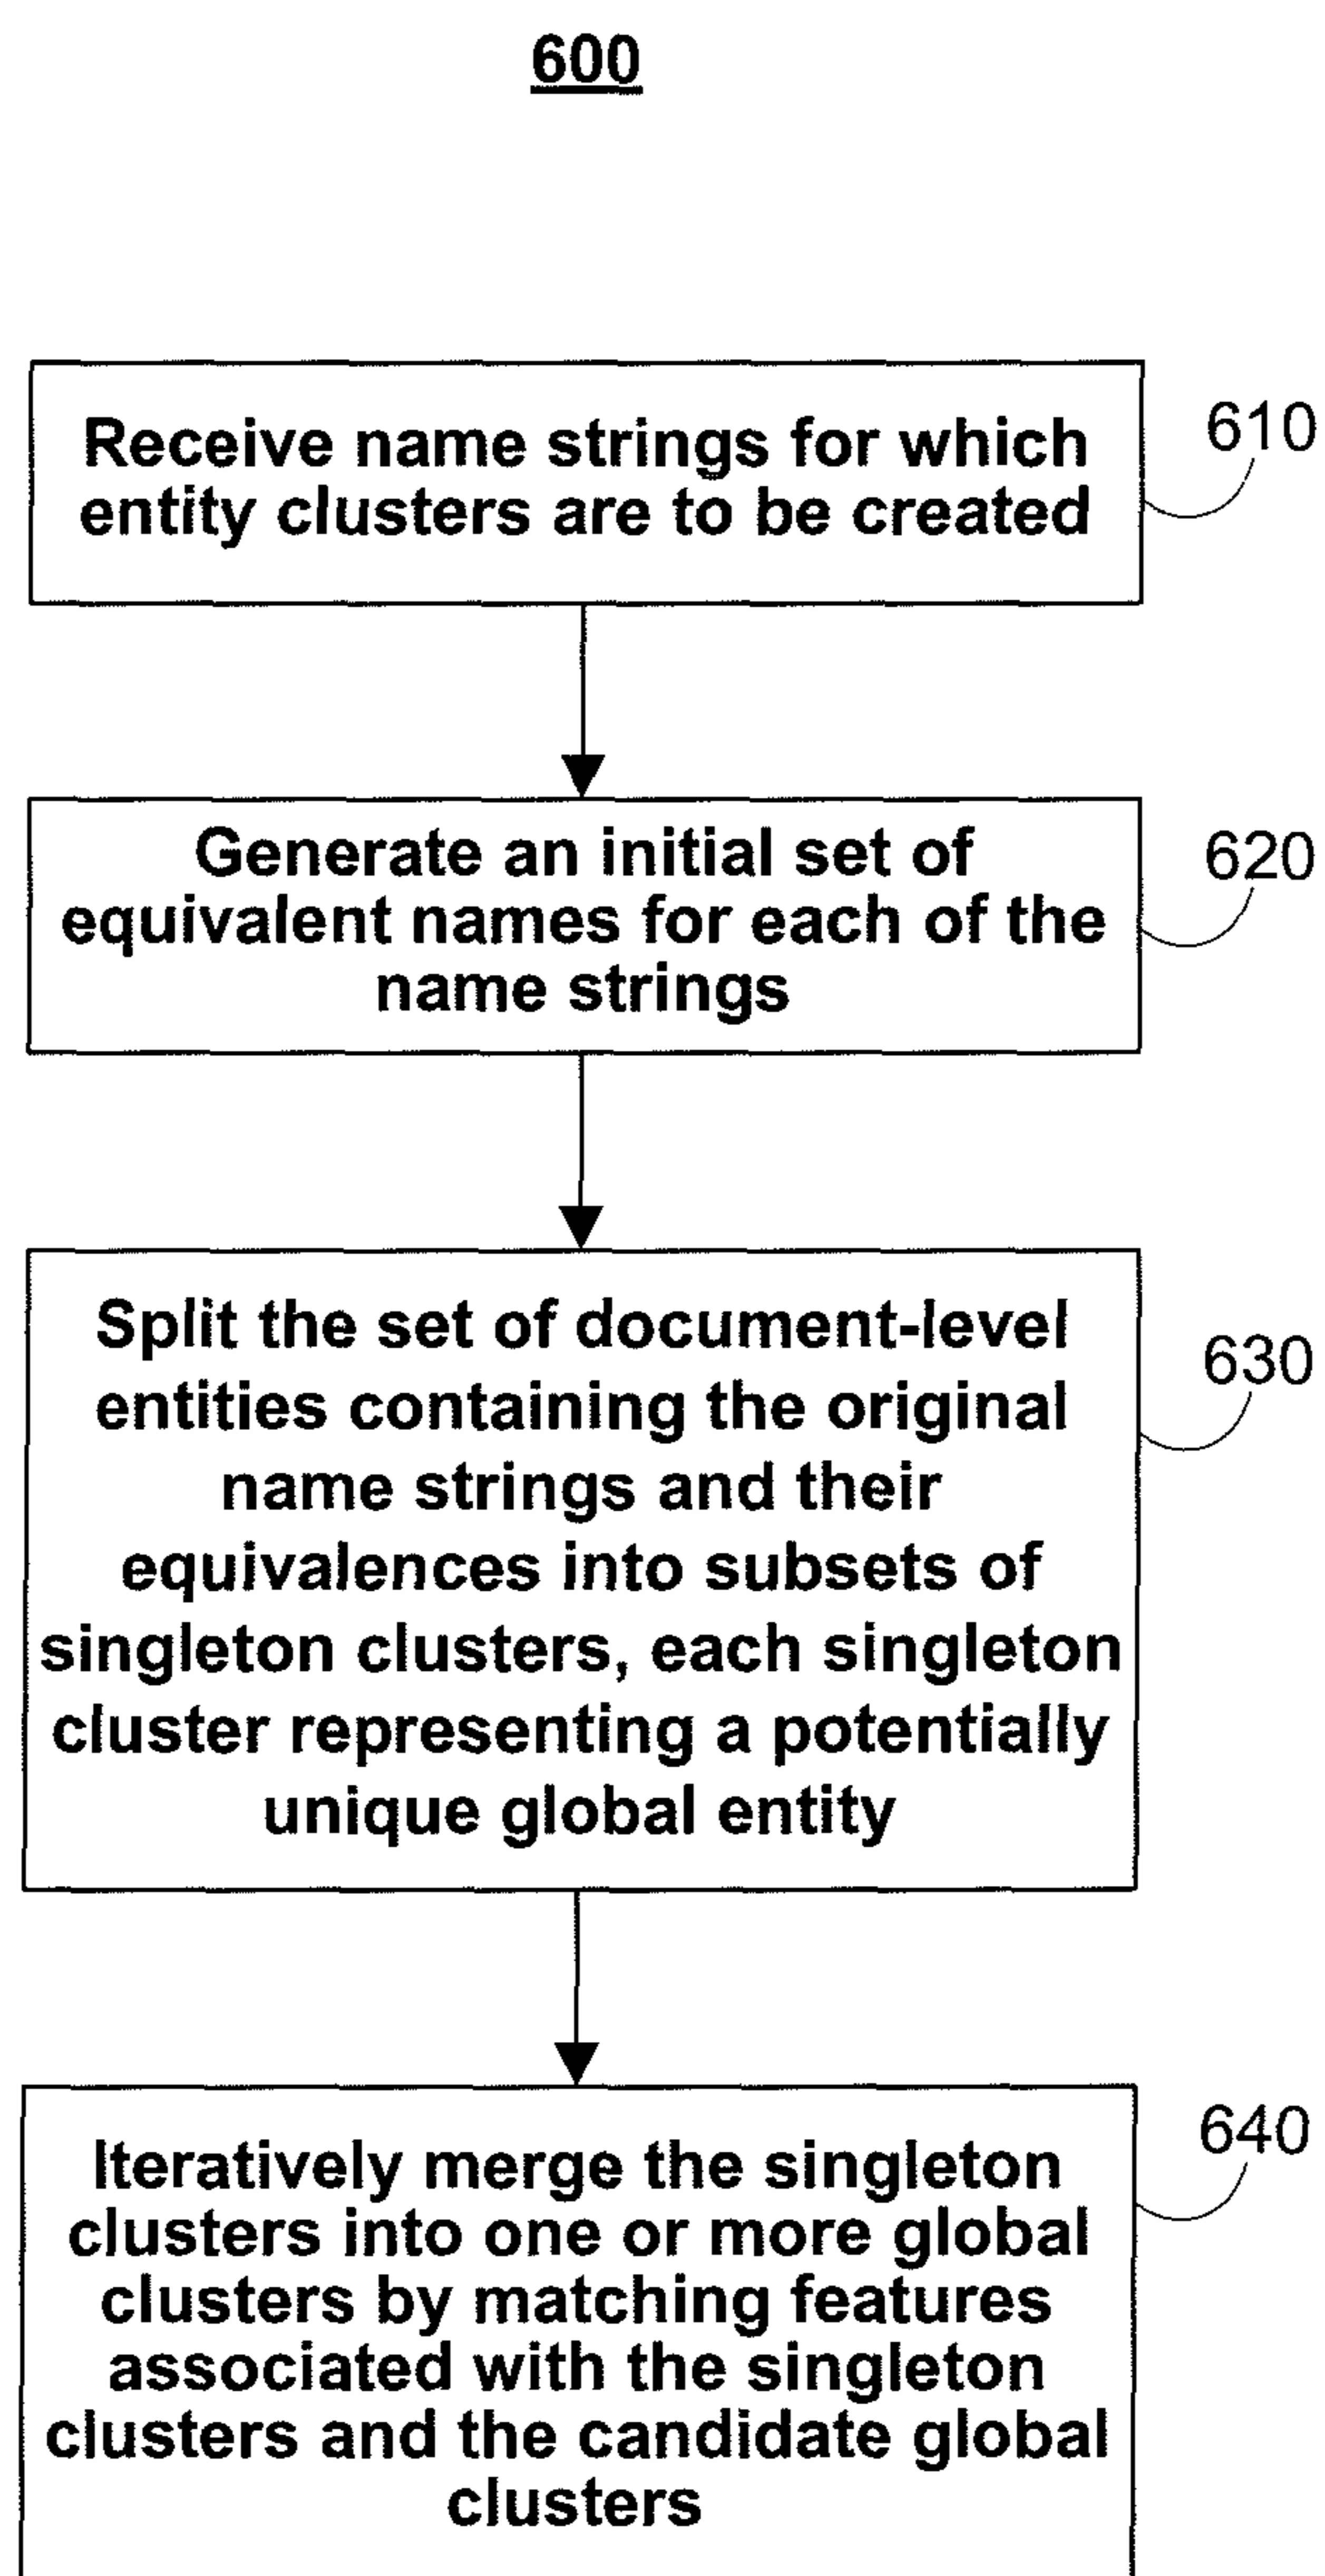 600
Receive name strings for which
entity clusters are to be created
610
Generate an initial set of
equivalent names for each of the
name strings
620
Split the set of document-level
entities containing the original
name strings and their
equivalences into subsets of
singleton clusters, each singleton
cluster representing a potentially
unique global entity
630
Iteratively merge the singleton
clusters into one or more global
clusters by matching features
associated with the singleton
clusters and the candidate global
clusters
640